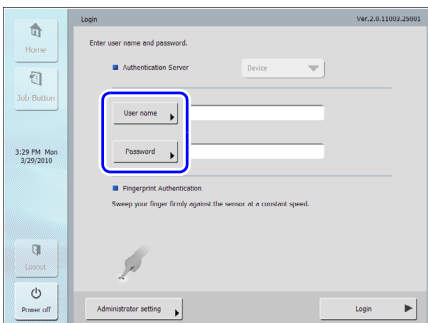 Login
Ver.2.0.11003.25001
Home
Enter user name and password.
Authentication Server
Device
Job Button
User name
3:29 PM Mon
3/29/2010
Password
Fingerprint Authentication
Sweep your finger firmly against the sensor at a constant speed.
Logout
Power off
Administrator setting
Login